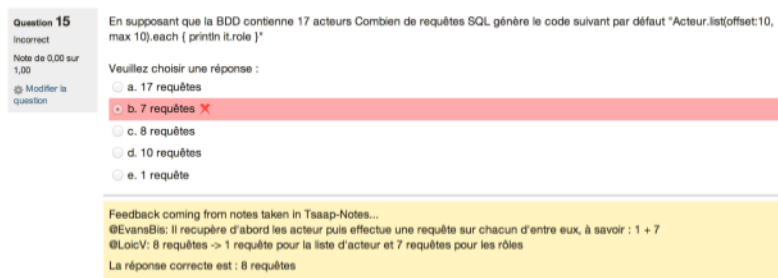 Question 15
Incorrect
Note de 0,00 sur
1,00
Modifier la
question
En supposant que la BDD contienne 17 acteurs Combien de requêtes SQL génère le code suivant par défaut "Acteur.list(offset:10,
max 10).each { println it.role }"
Veuillez choisir une réponse :
a. 17 requêtes
b. 7 requêtes
c. 8 requêtes
d. 10 requêtes
e. 1 requête
Feedback coming from notes taken in Tsaap-Notes...
@EvansBis: Il recupère d'abord les acteur puis effectue une requête sur chacun d'entre eux, à savoir : 1 + 7
@LoicV: 8 requêtes -> 1 requête pour la liste d'acteur et 7 requêtes pour les rôles
La réponse correcte est : 8 requêtes